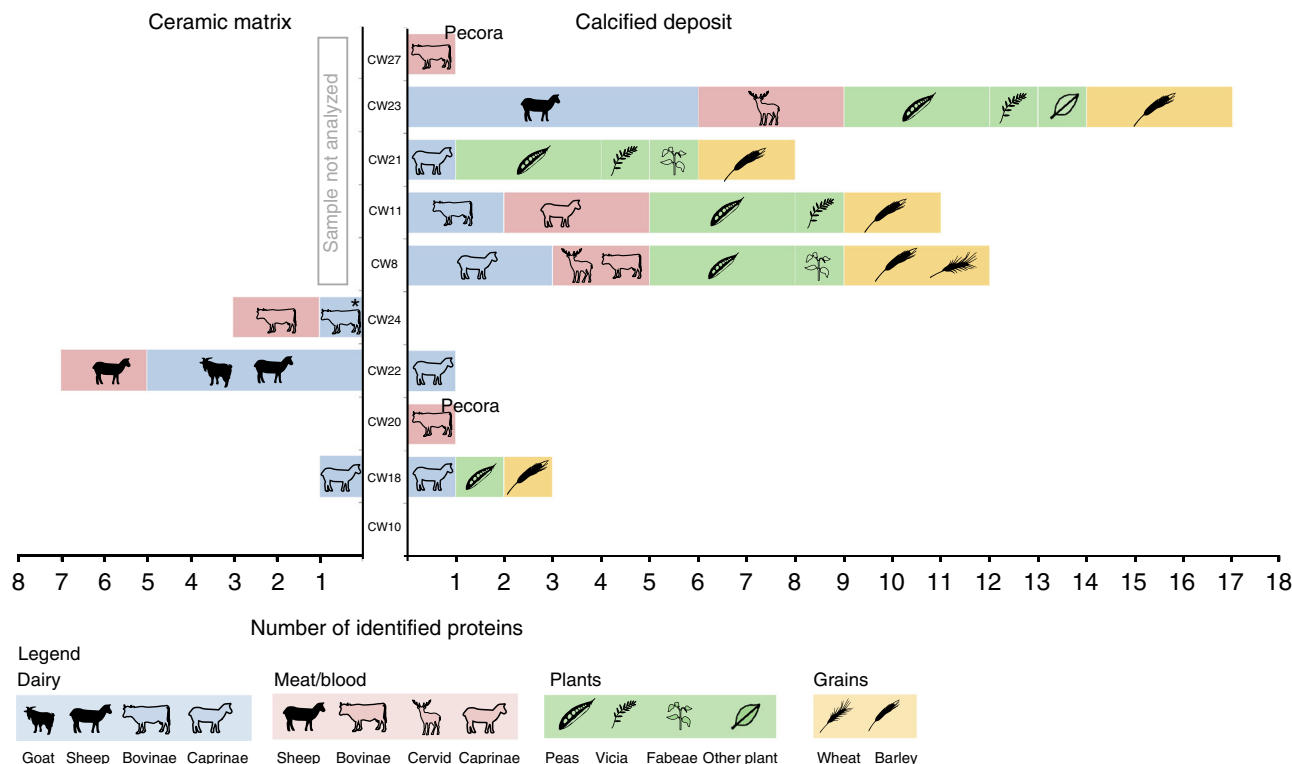 Ceramic matrix
Calcified deposit
Sample not analyzed
Pecora
CW27
CW23
CW21
CW11
CW8
*
CW24
CW22
Pecora
CW20
CW18
CW10
8 7 6 5 4 3 2 1
1 2 3 4 5 6 7 8 9 10 11 12 13 14 15 16 17 18
Number of identified proteins
Legend
Dairy
Goat Sheep Bovinae Caprinae
Meat/blood
Sheep Bovinae Cervid Caprinae
Plants
Peas Vicia Fabeae Other plant
Grains
Wheat Barley